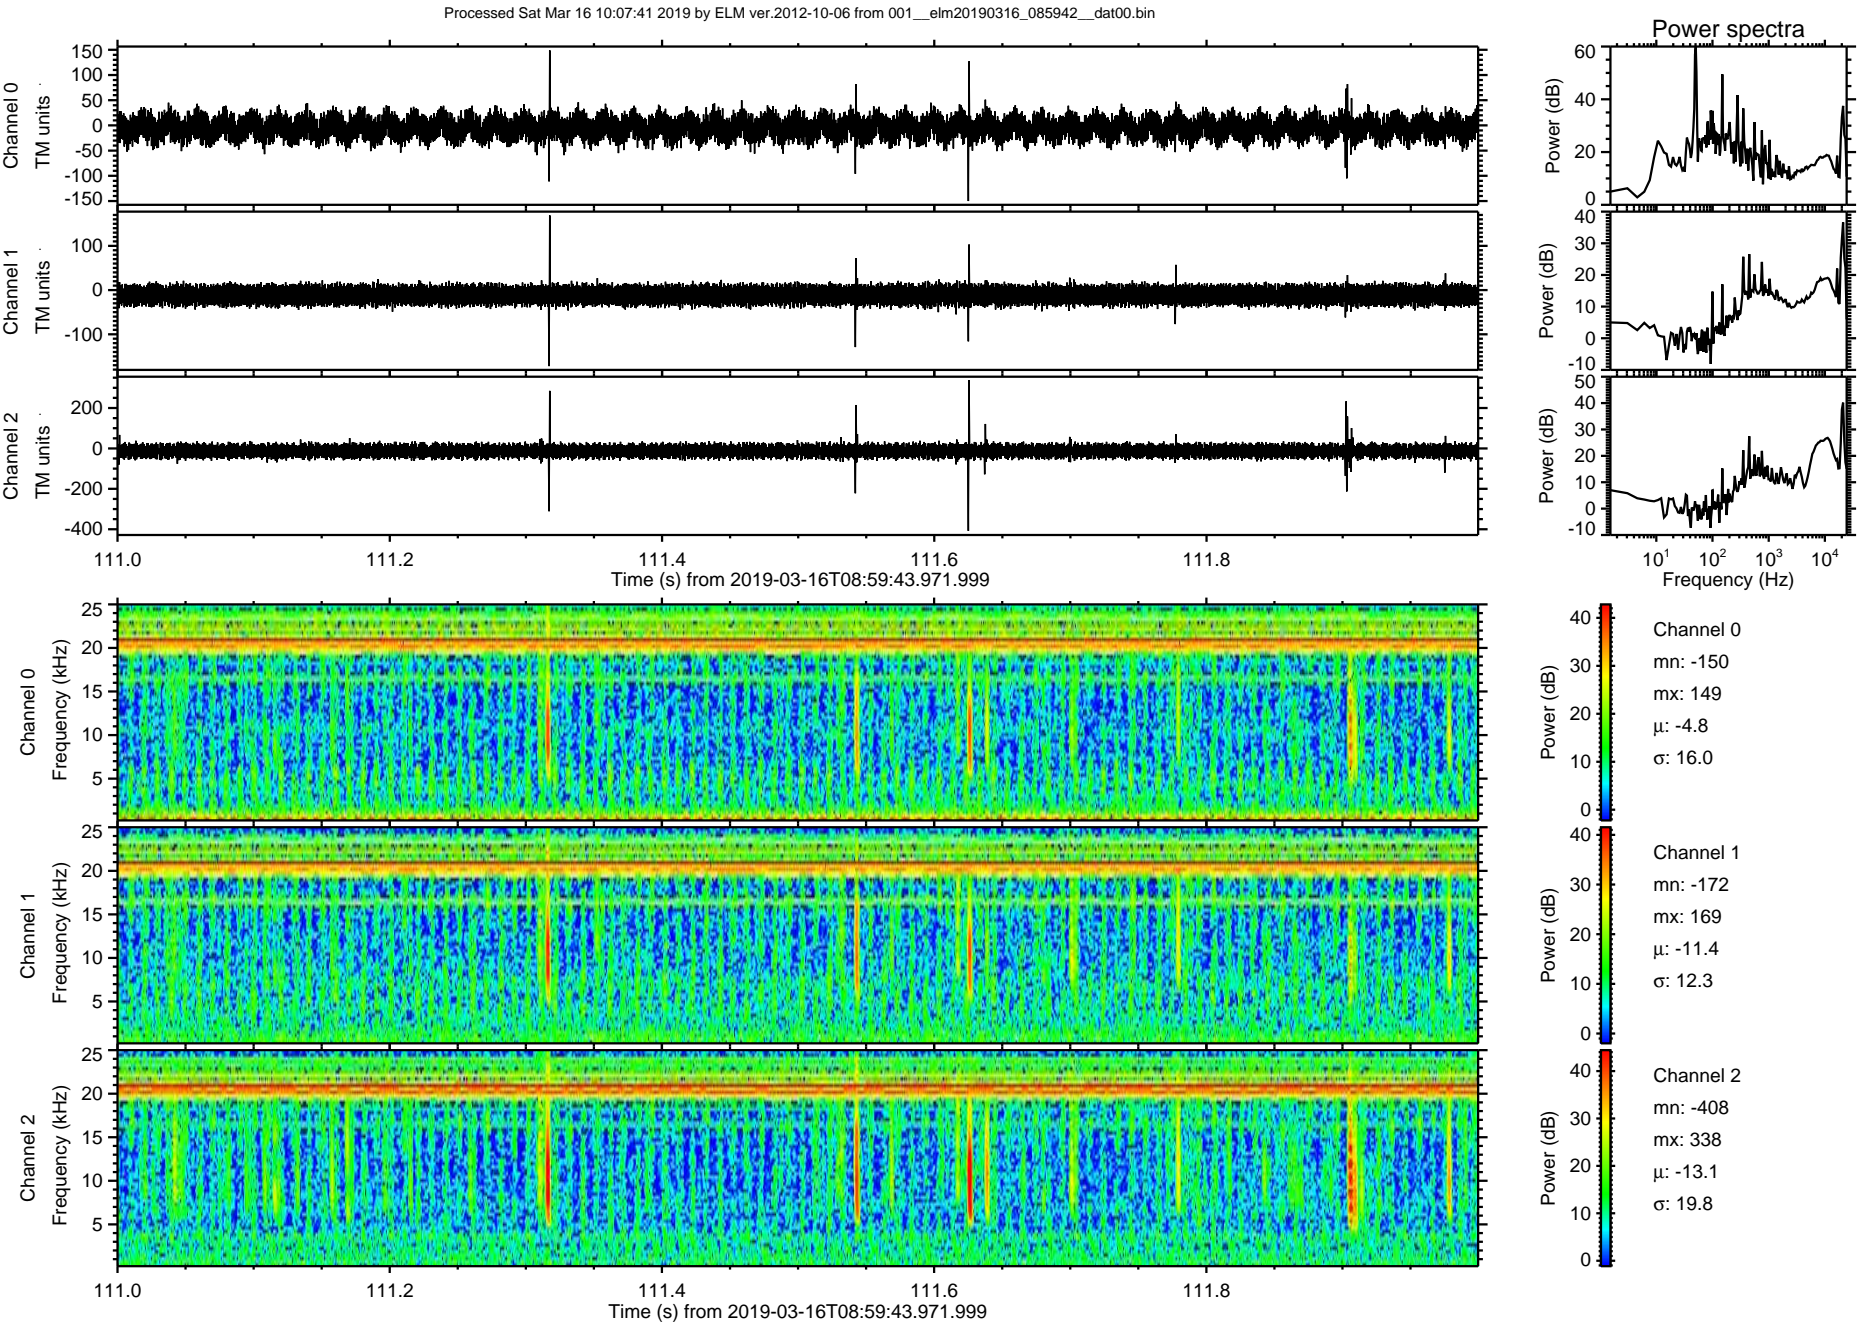 Processed Sat Mar 16 10:07:41 2019 by ELM ver.2012-10-06 from 001__elm20190316_085942__dat00.bin
Power spectra
Channel 0
TM units
150
100
50
0
-50
-100
-150
Power (dB)
60
40
20
0
Channel 1
TM units
100
0
-100
Power (dB)
40
30
20
10
0
-10
Channel 2
TM units
200
0
-200
-400
Power (dB)
50
40
30
20
10
0
-10
111.0 111.2 111.4 111.6 111.8
Time (s) from 2019-03-16T08:59:43.971.999
10^1 10^2 10^3 10^4
Frequency (Hz)
Channel 0
Frequency (kHz)
25
20
15
10
5
Power (dB)
40
30
20
10
0
Channel 0
mn: -150
mx: 149
μ: -4.8
σ: 16.0
Channel 1
Frequency (kHz)
25
20
15
10
5
Power (dB)
40
30
20
10
0
Channel 1
mn: -172
mx: 169
μ: -11.4
σ: 12.3
Channel 2
Frequency (kHz)
25
20
15
10
5
Power (dB)
40
30
20
10
0
Channel 2
mn: -408
mx: 338
μ: -13.1
σ: 19.8
111.0 111.2 111.4 111.6 111.8
Time (s) from 2019-03-16T08:59:43.971.999